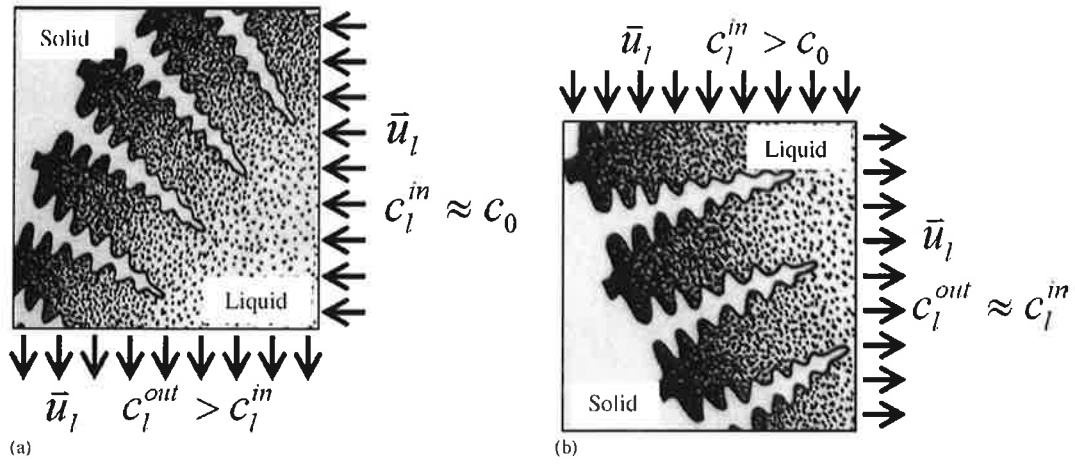 Solid
ū_l
c_l^{in} ≈ c_0
Liquid
ū_l c_l^{out} > c_l^{in}
(a)
ū_l c_l^{in} > c_0
Liquid
ū_l
c_l^{out} ≈ c_l^{in}
Solid
(b)